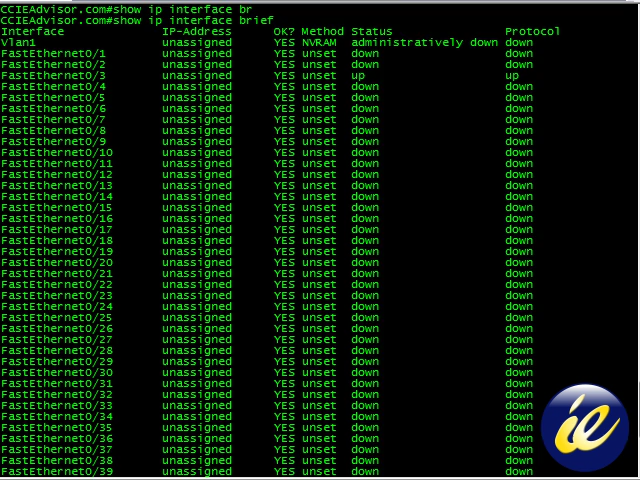 CCIEAdvisor.com#show ip interface br
CCIEAdvisor.com#show ip interface brief
Interface IP-Address OK? Method Status Protocol
Vlan1 unassigned YES NVRAM administratively down down
FastEthernet0/1 unassigned YES unset down down
FastEthernet0/2 unassigned YES unset down down
FastEthernet0/3 unassigned YES unset up up
FastEthernet0/4 unassigned YES unset down down
FastEthernet0/5 unassigned YES unset down down
FastEthernet0/6 unassigned YES unset down down
FastEthernet0/7 unassigned YES unset down down
FastEthernet0/8 unassigned YES unset down down
FastEthernet0/9 unassigned YES unset down down
FastEthernet0/10 unassigned YES unset down down
FastEthernet0/11 unassigned YES unset down down
FastEthernet0/12 unassigned YES unset down down
FastEthernet0/13 unassigned YES unset down down
FastEthernet0/14 unassigned YES unset down down
FastEthernet0/15 unassigned YES unset down down
FastEthernet0/16 unassigned YES unset down down
FastEthernet0/17 unassigned YES unset down down
FastEthernet0/18 unassigned YES unset down down
FastEthernet0/19 unassigned YES unset down down
FastEthernet0/20 unassigned YES unset down down
FastEthernet0/21 unassigned YES unset down down
FastEthernet0/22 unassigned YES unset down down
FastEthernet0/23 unassigned YES unset down down
FastEthernet0/24 unassigned YES unset down down
FastEthernet0/25 unassigned YES unset down down
FastEthernet0/26 unassigned YES unset down down
FastEthernet0/27 unassigned YES unset down down
FastEthernet0/28 unassigned YES unset down down
FastEthernet0/29 unassigned YES unset down down
FastEthernet0/30 unassigned YES unset down down
FastEthernet0/31 unassigned YES unset down down
FastEthernet0/32 unassigned YES unset down down
FastEthernet0/33 unassigned YES unset down down
FastEthernet0/34 unassigned YES unset down down
FastEthernet0/35 unassigned YES unset down down
FastEthernet0/36 unassigned YES unset down down
FastEthernet0/37 unassigned YES unset down down
FastEthernet0/38 unassigned YES unset down down
FastEthernet0/39 unassigned YES unset down down
ie